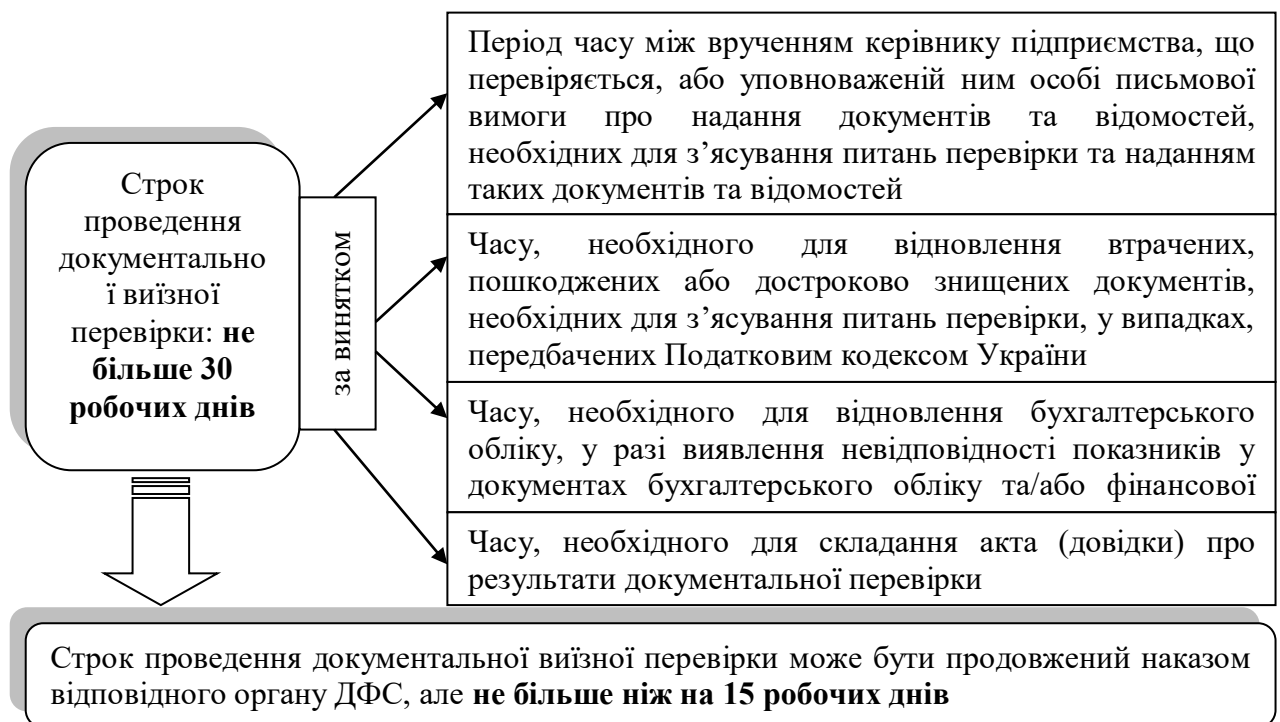 Строк
проведення
документально
ї виїзної
перевірки: не
більше 30
робочих днів
за винятком
Період часу між врученням керівнику підприємства, що
перевіряється, або уповноваженій ним особі письмової
вимоги про надання документів та відомостей,
необхідних для з’ясування питань перевірки та наданням
таких документів та відомостей
Часу, необхідного для відновлення втрачених,
пошкоджених або достроково знищених документів,
необхідних для з’ясування питань перевірки, у випадках,
передбачених Податковим кодексом України
Часу, необхідного для відновлення бухгалтерського
обліку, у разі виявлення невідповідності показників у
документах бухгалтерського обліку та/або фінансової
Часу, необхідного для складання акта (довідки) про
результати документальної перевірки
Строк проведення документальної виїзної перевірки може бути продовжений наказом
відповідного органу ДФС, але не більше ніж на 15 робочих днів